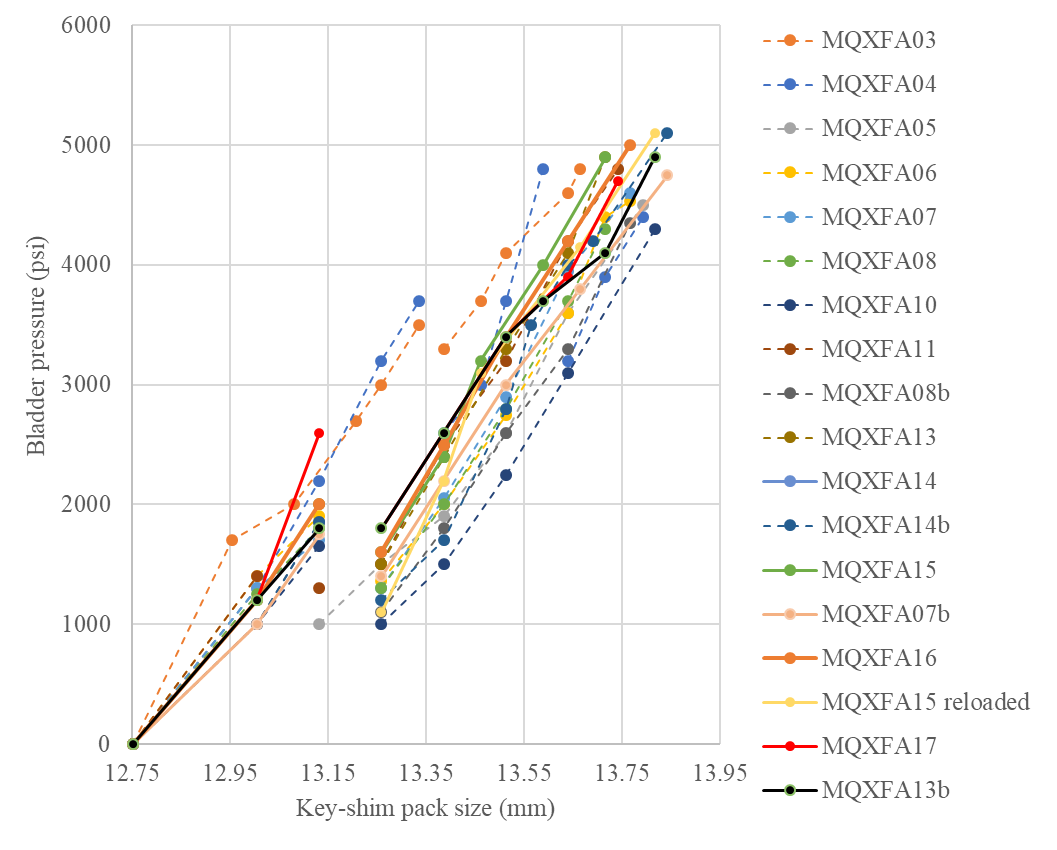 6000
5000
4000
3000
2000
1000
0
Bladder pressure (psi)
12.75 12.95 13.15 13.35 13.55 13.75 13.95
Key-shim pack size (mm)
MQXFA03
MQXFA04
MQXFA05
MQXFA06
MQXFA07
MQXFA08
MQXFA10
MQXFA11
MQXFA08b
MQXFA13
MQXFA14
MQXFA14b
MQXFA15
MQXFA07b
MQXFA16
MQXFA15 reloaded
MQXFA17
MQXFA13b